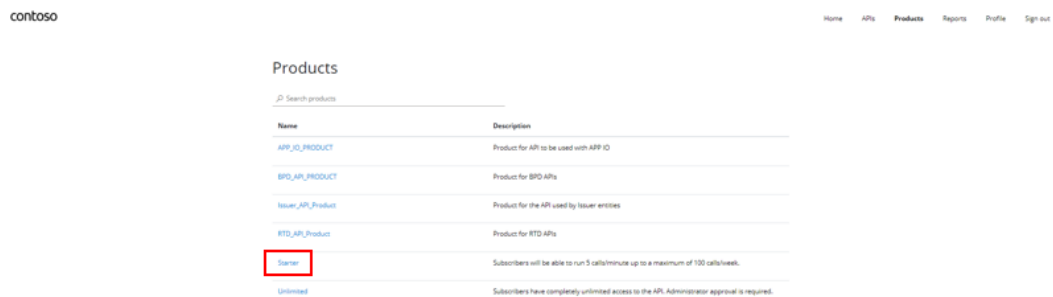 contoso
Home APIs Products Reports Profile Sign out
Products
Search products
Name Description
APP_IO_PRODUCT Product for API to be used with APP IO
BPD_API_PRODUCT Product for BPD APIs
Issuer_API_Product Product for the API used by Issuer entities
RTD_API_Product Product for RTD APIs
Starter Subscribers will be able to run 5 calls/minute up to a maximum of 100 calls/week.
Unlimited Subscribers have completely unlimited access to the API. Administrator approval is required.